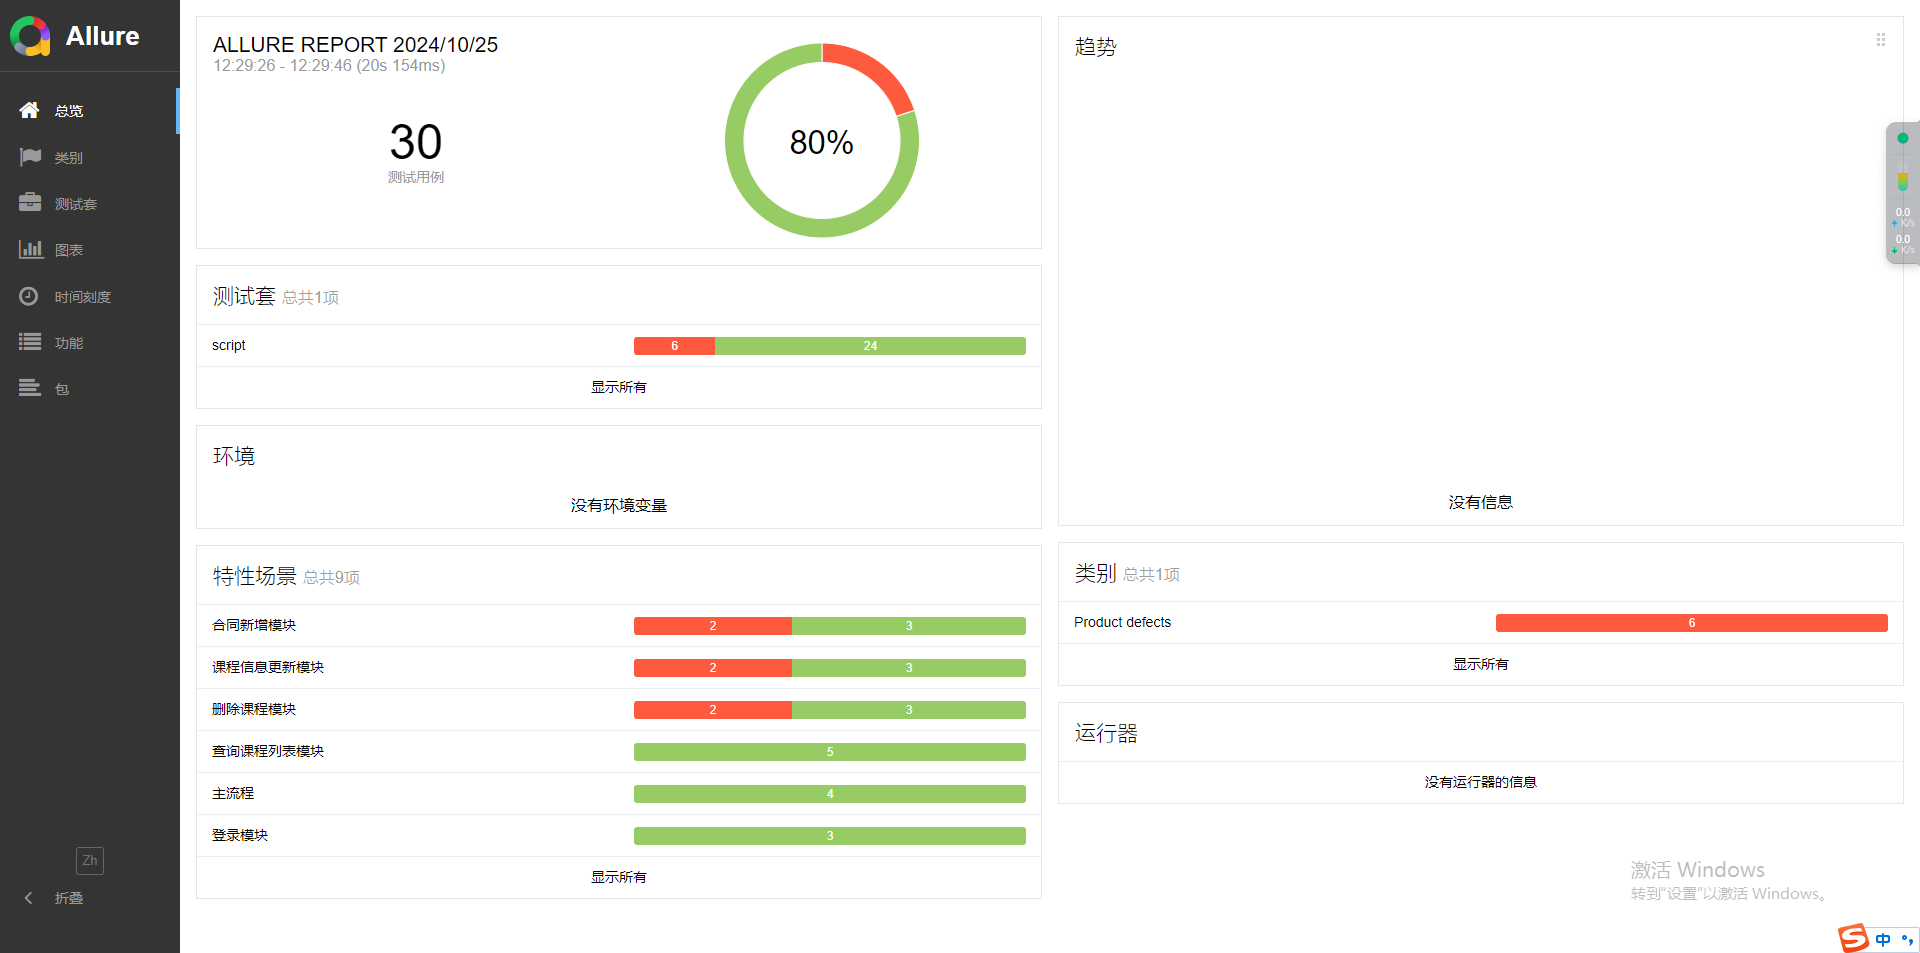 Allure
总览
类别
测试套
图表
时间刻度
功能
包
Zh
折叠
ALLURE REPORT 2024/10/25
12:29:26 - 12:29:46 (20s 154ms)
30
测试用例
80%
测试套 总共1项
script 6 24
显示所有
环境
没有环境变量
特性场景 总共9项
合同新增模块 2 3
课程信息更新模块 2 3
删除课程模块 2 3
查询课程列表模块 5
主流程 4
登录模块 3
显示所有
趋势
没有信息
类别 总共1项
Product defects 6
显示所有
运行器
没有运行器的信息
0.0
K/s
0.0
K/s
激活 Windows
转到“设置”以激活 Windows。
中 °,